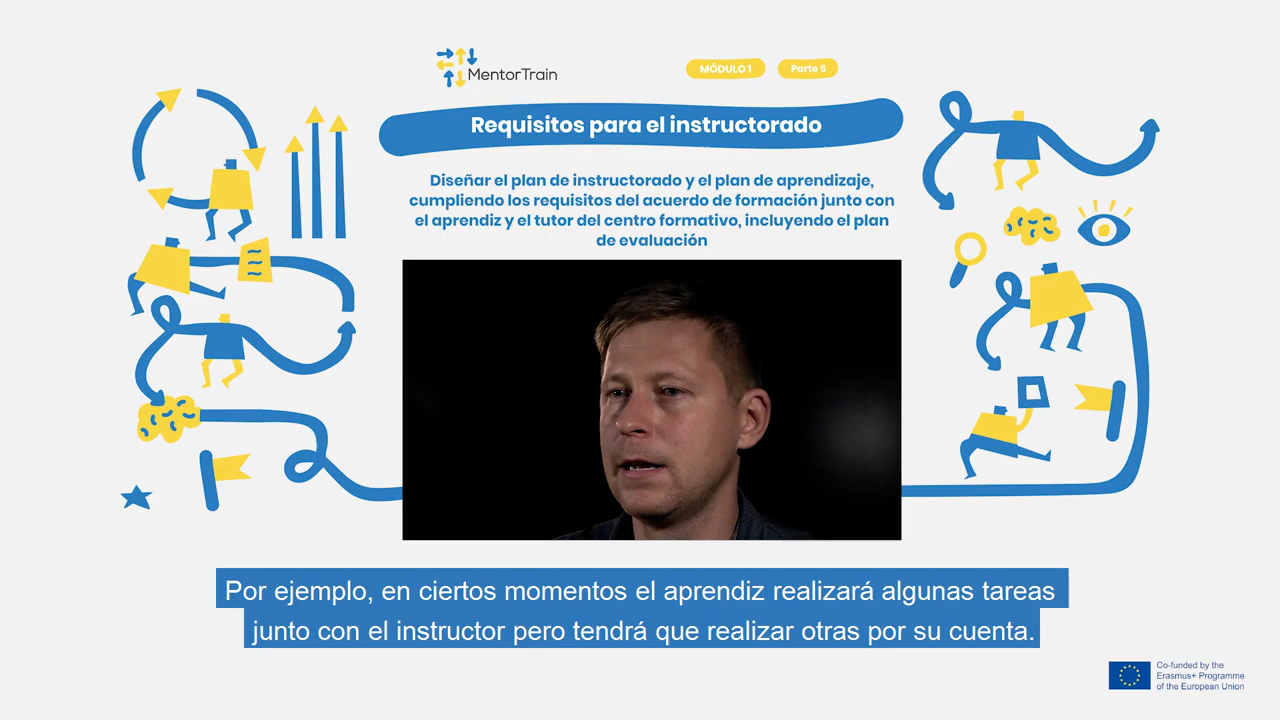 MentorTrain
MÓDULO 1
Parte 5
Requisitos para el instructorado
Diseñar el plan de instructorado y el plan de aprendizaje,
cumpliendo los requisitos del acuerdo de formación junto con
el aprendiz y el tutor del centro formativo, incluyendo el plan
de evaluación
Por ejemplo, en ciertos momentos el aprendiz realizará algunas tareas
junto con el instructor pero tendrá que realizar otras por su cuenta.
Co-funded by the
Erasmus+ Programme
of the European Union